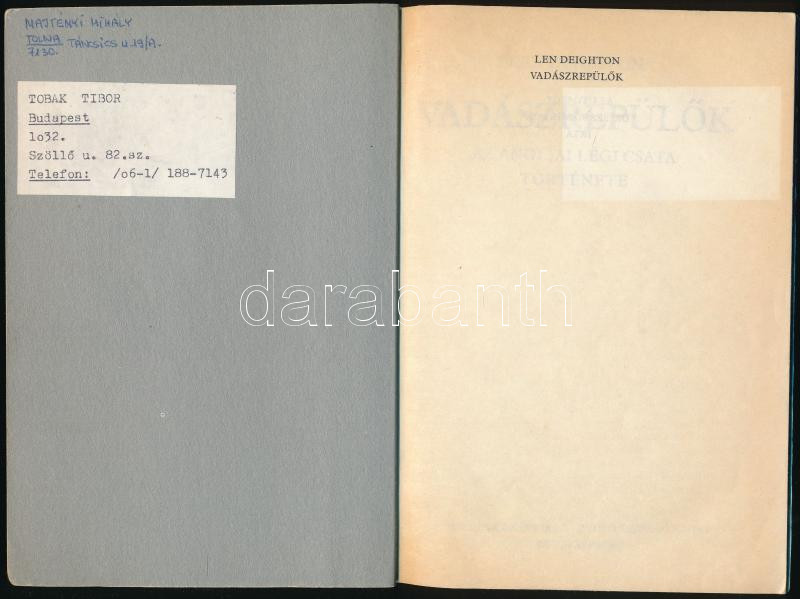 MAJTÉNYI MIHÁLY
TOLNA TÁNCSICS U. 19/A.
7130.
TOBAK TIBOR
Budapest
1o32.
Szöllő u. 82.sz.
Telefon: /o6-1/ 188-7143
LEN DEIGHTON
VADÁSZREPÜLŐK
VADÁSZREPÜLŐK
AZ ANGLIAI LÉGI CSATA
TÖRTÉNETE
darabanth